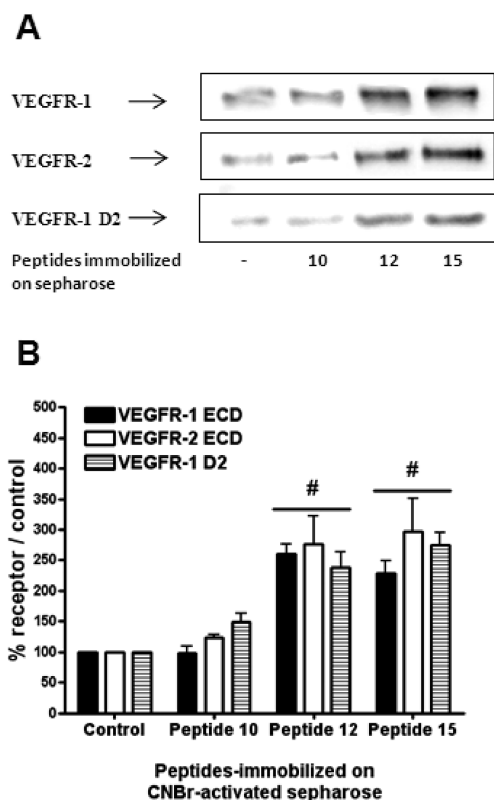 A
VEGFR-1
VEGFR-2
VEGFR-1 D2
Peptides immobilized
on sepharose
- 10 12 15
B
VEGFR-1 ECD
VEGFR-2 ECD
VEGFR-1 D2
% receptor / control
500
450
400
350
300
250
200
150
100
50
0
# #
Control Peptide 10 Peptide 12 Peptide 15
Peptides-immobilized on
CNBr-activated sepharose